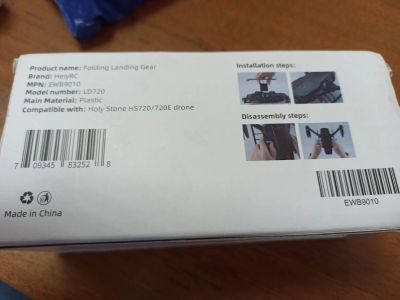 Product name: Folding Landing Gear
Brand: HeiyRC
MPN: EWB9010
Model number: LD720
Main Material: Plastic
Compatible with: Holy Stone HS720/720E drone
7 09345 83252 8
Made in China
Installation steps:
Disassembly steps:
EWB9010